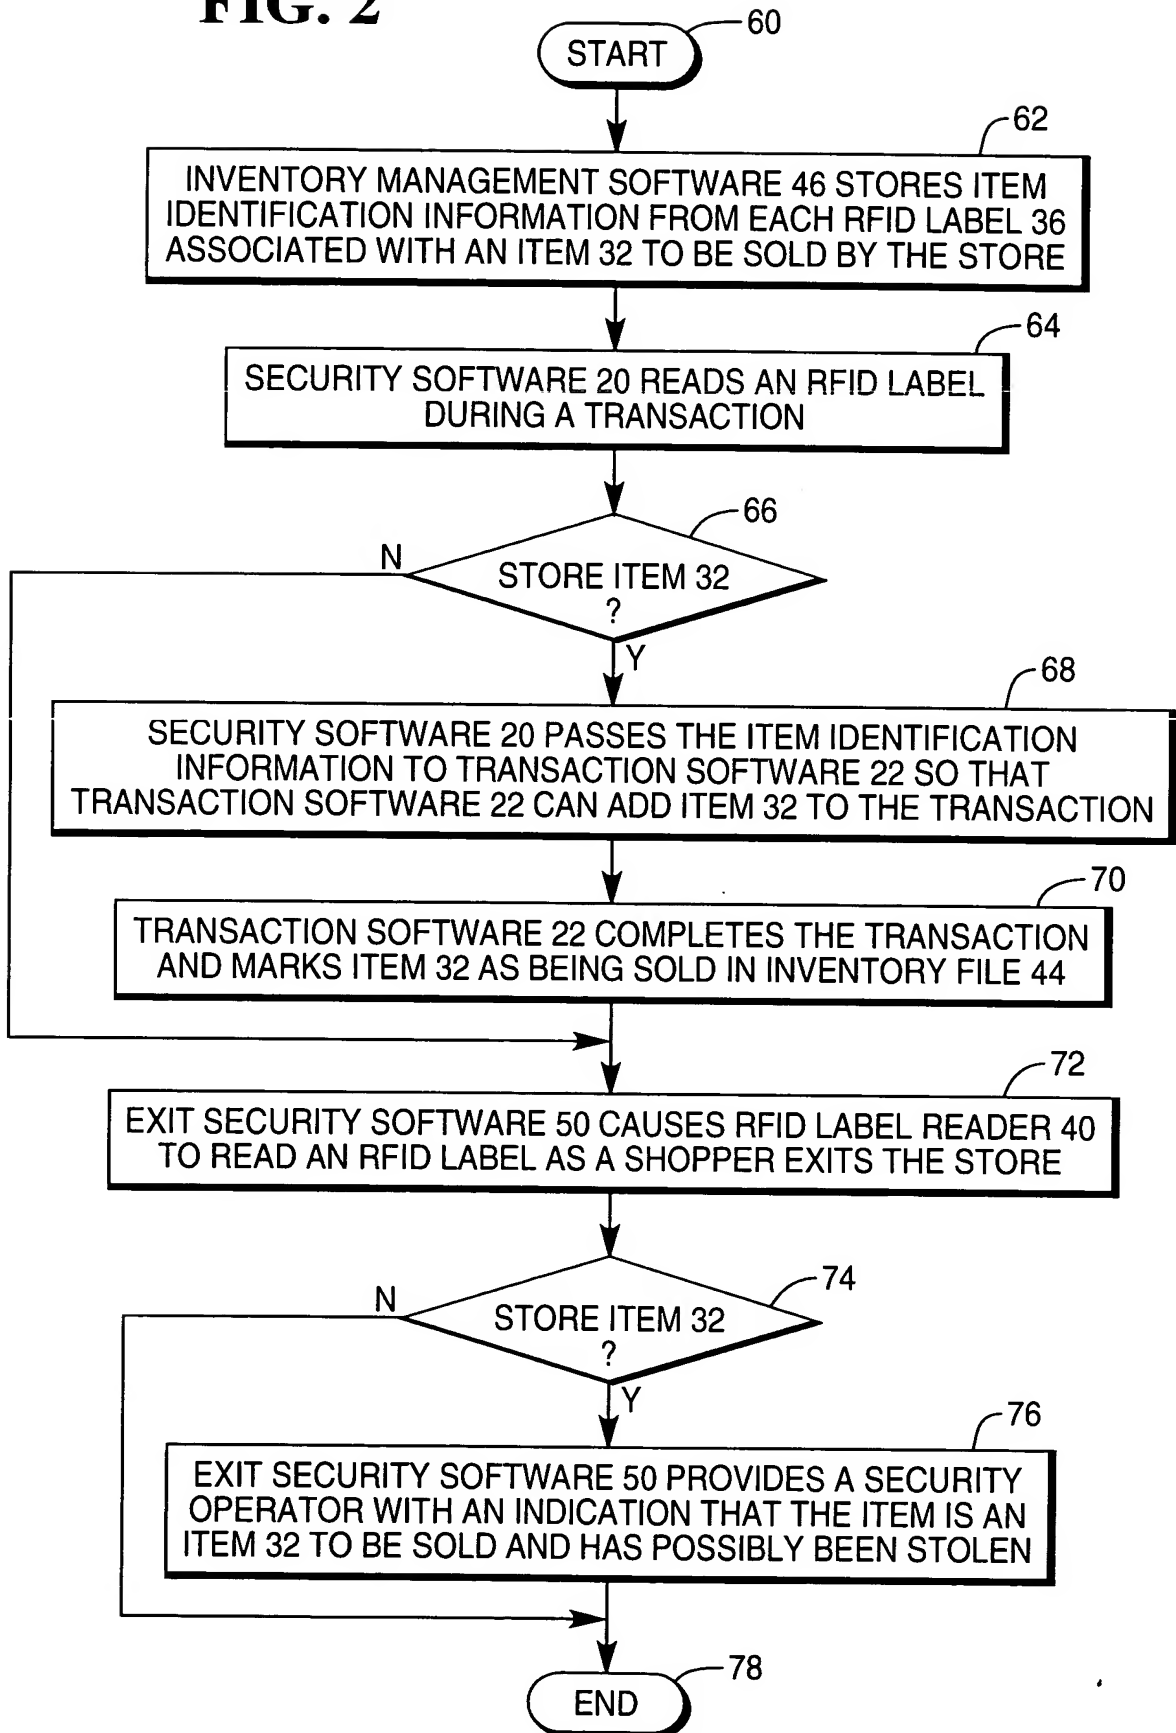 FIG. 2
START
60
62
INVENTORY MANAGEMENT SOFTWARE 46 STORES ITEM
IDENTIFICATION INFORMATION FROM EACH RFID LABEL 36
ASSOCIATED WITH AN ITEM 32 TO BE SOLD BY THE STORE
64
SECURITY SOFTWARE 20 READS AN RFID LABEL
DURING A TRANSACTION
66
N
STORE ITEM 32
?
Y
68
SECURITY SOFTWARE 20 PASSES THE ITEM IDENTIFICATION
INFORMATION TO TRANSACTION SOFTWARE 22 SO THAT
TRANSACTION SOFTWARE 22 CAN ADD ITEM 32 TO THE TRANSACTION
70
TRANSACTION SOFTWARE 22 COMPLETES THE TRANSACTION
AND MARKS ITEM 32 AS BEING SOLD IN INVENTORY FILE 44
72
EXIT SECURITY SOFTWARE 50 CAUSES RFID LABEL READER 40
TO READ AN RFID LABEL AS A SHOPPER EXITS THE STORE
74
N
STORE ITEM 32
?
Y
76
EXIT SECURITY SOFTWARE 50 PROVIDES A SECURITY
OPERATOR WITH AN INDICATION THAT THE ITEM IS AN
ITEM 32 TO BE SOLD AND HAS POSSIBLY BEEN STOLEN
78
END